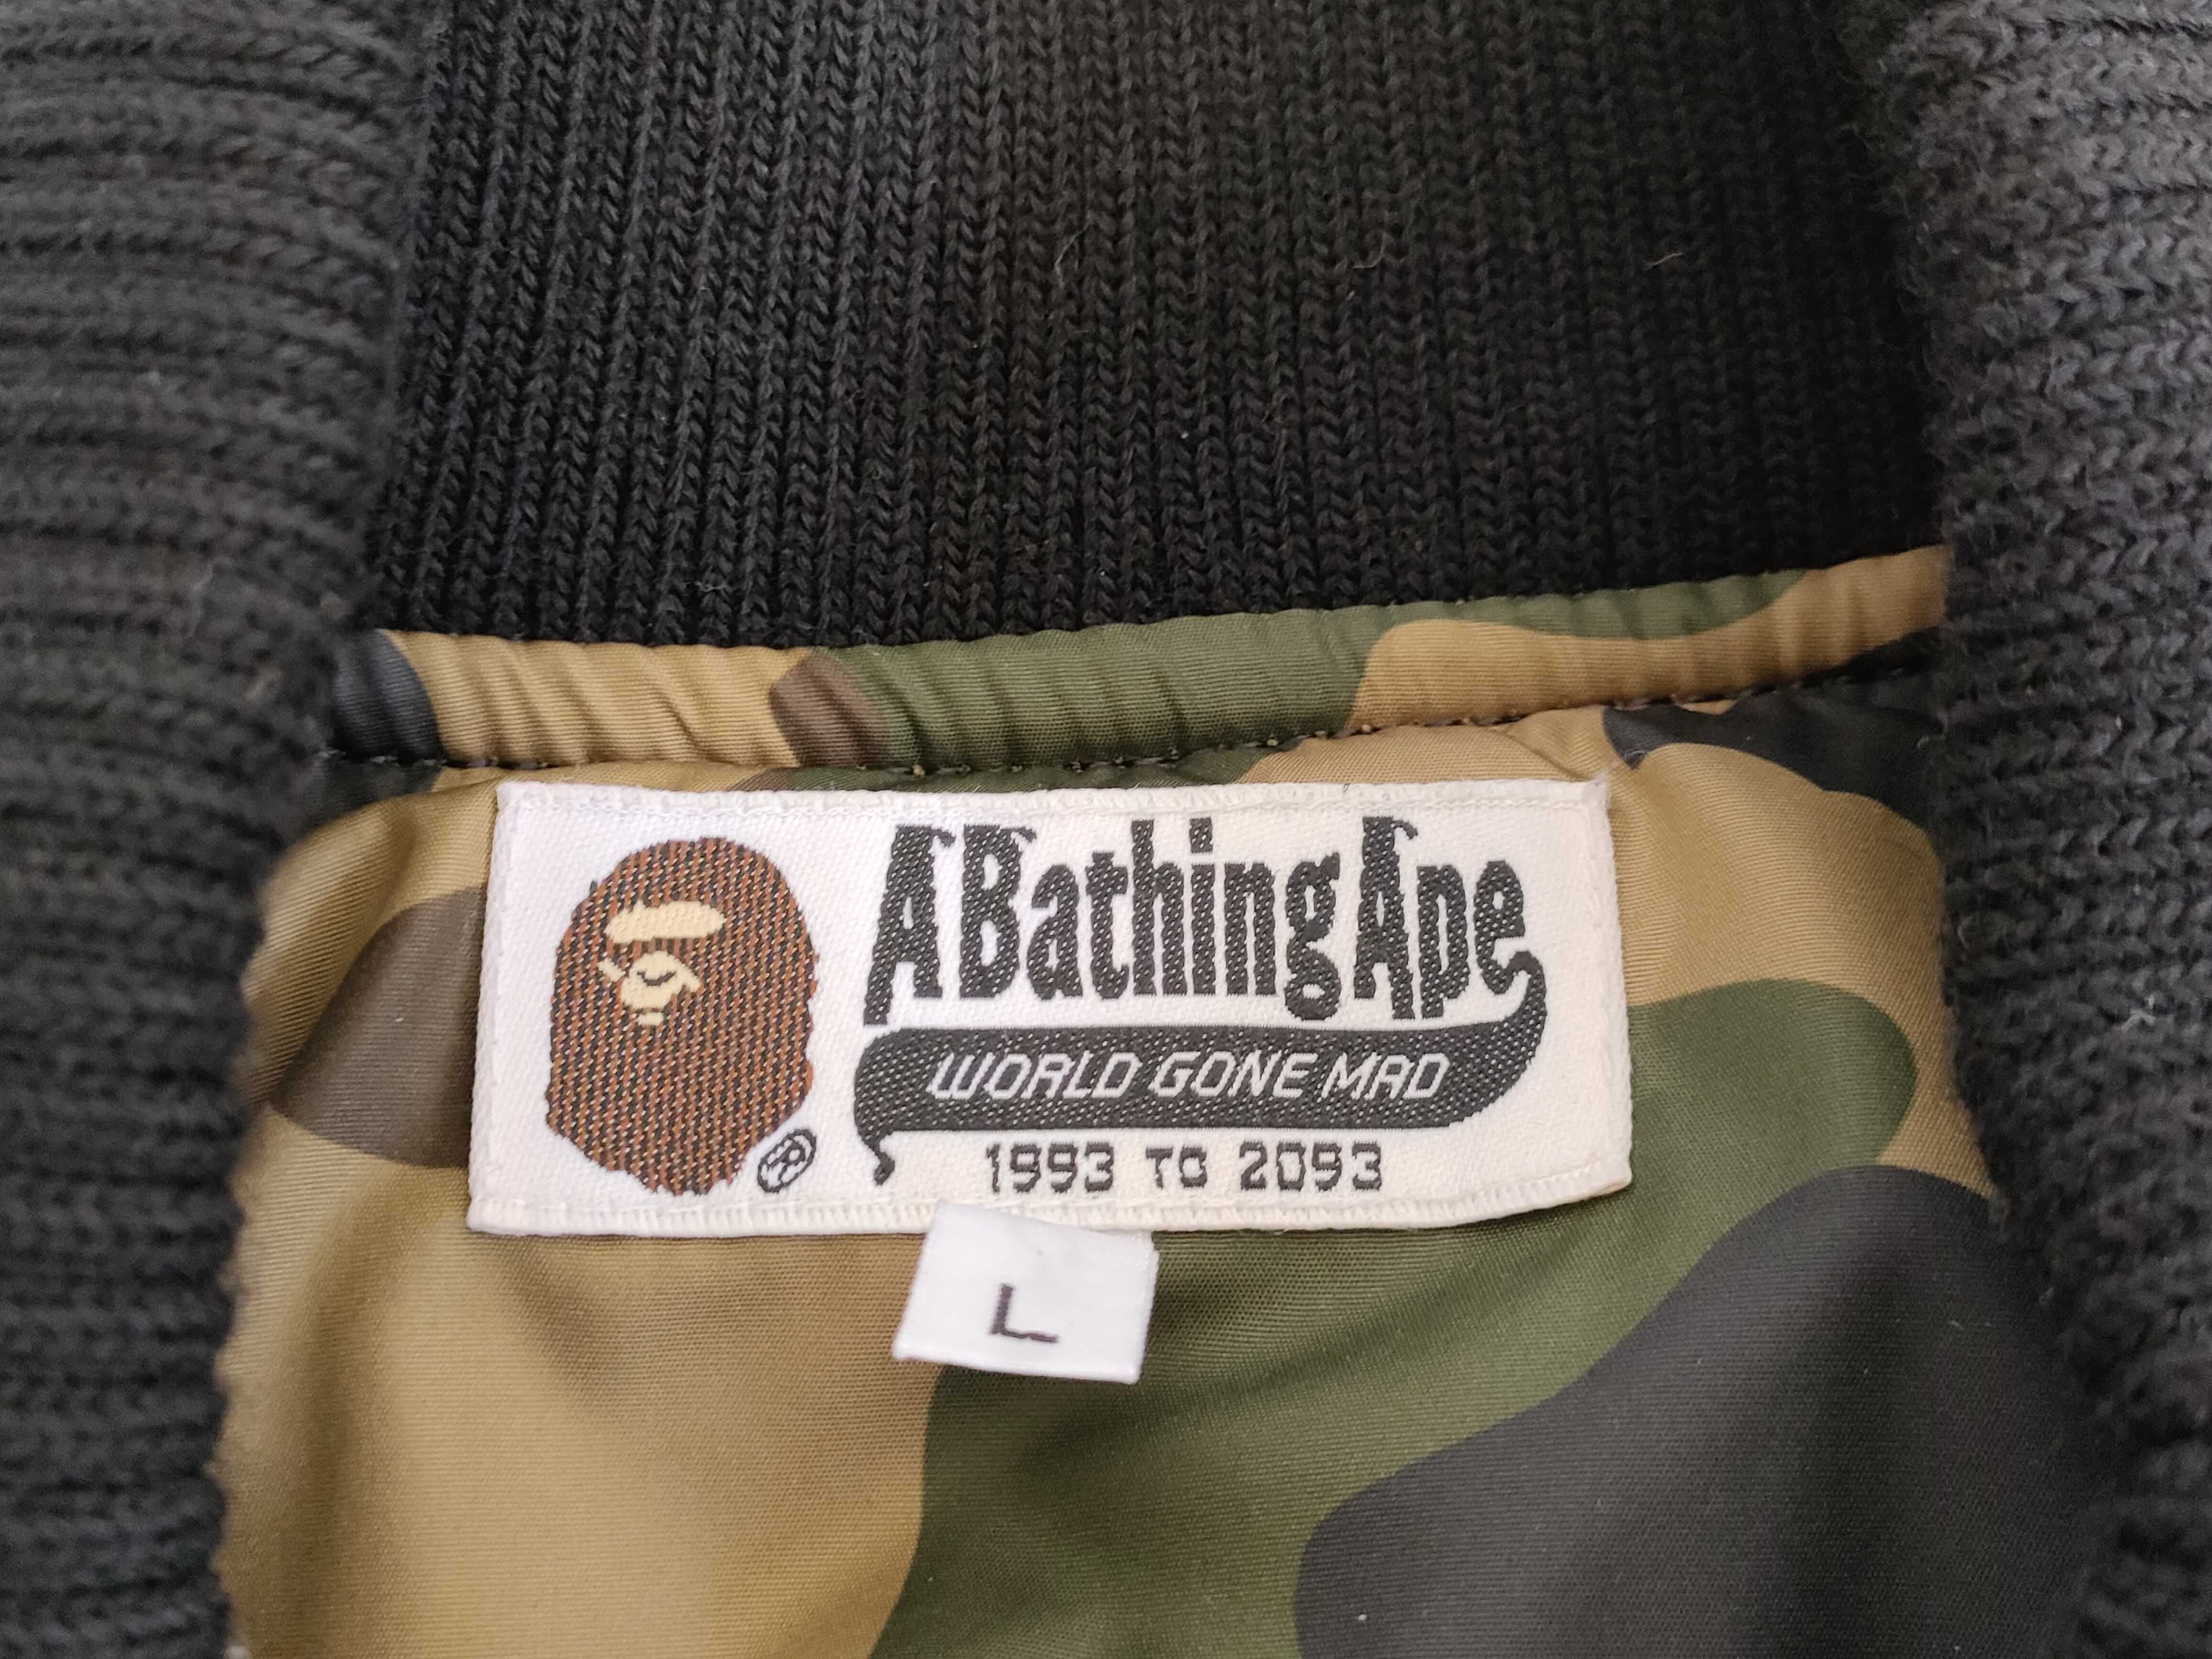 A Bathing Ape
WORLD GONE MAD
1993 TO 2093
®
L